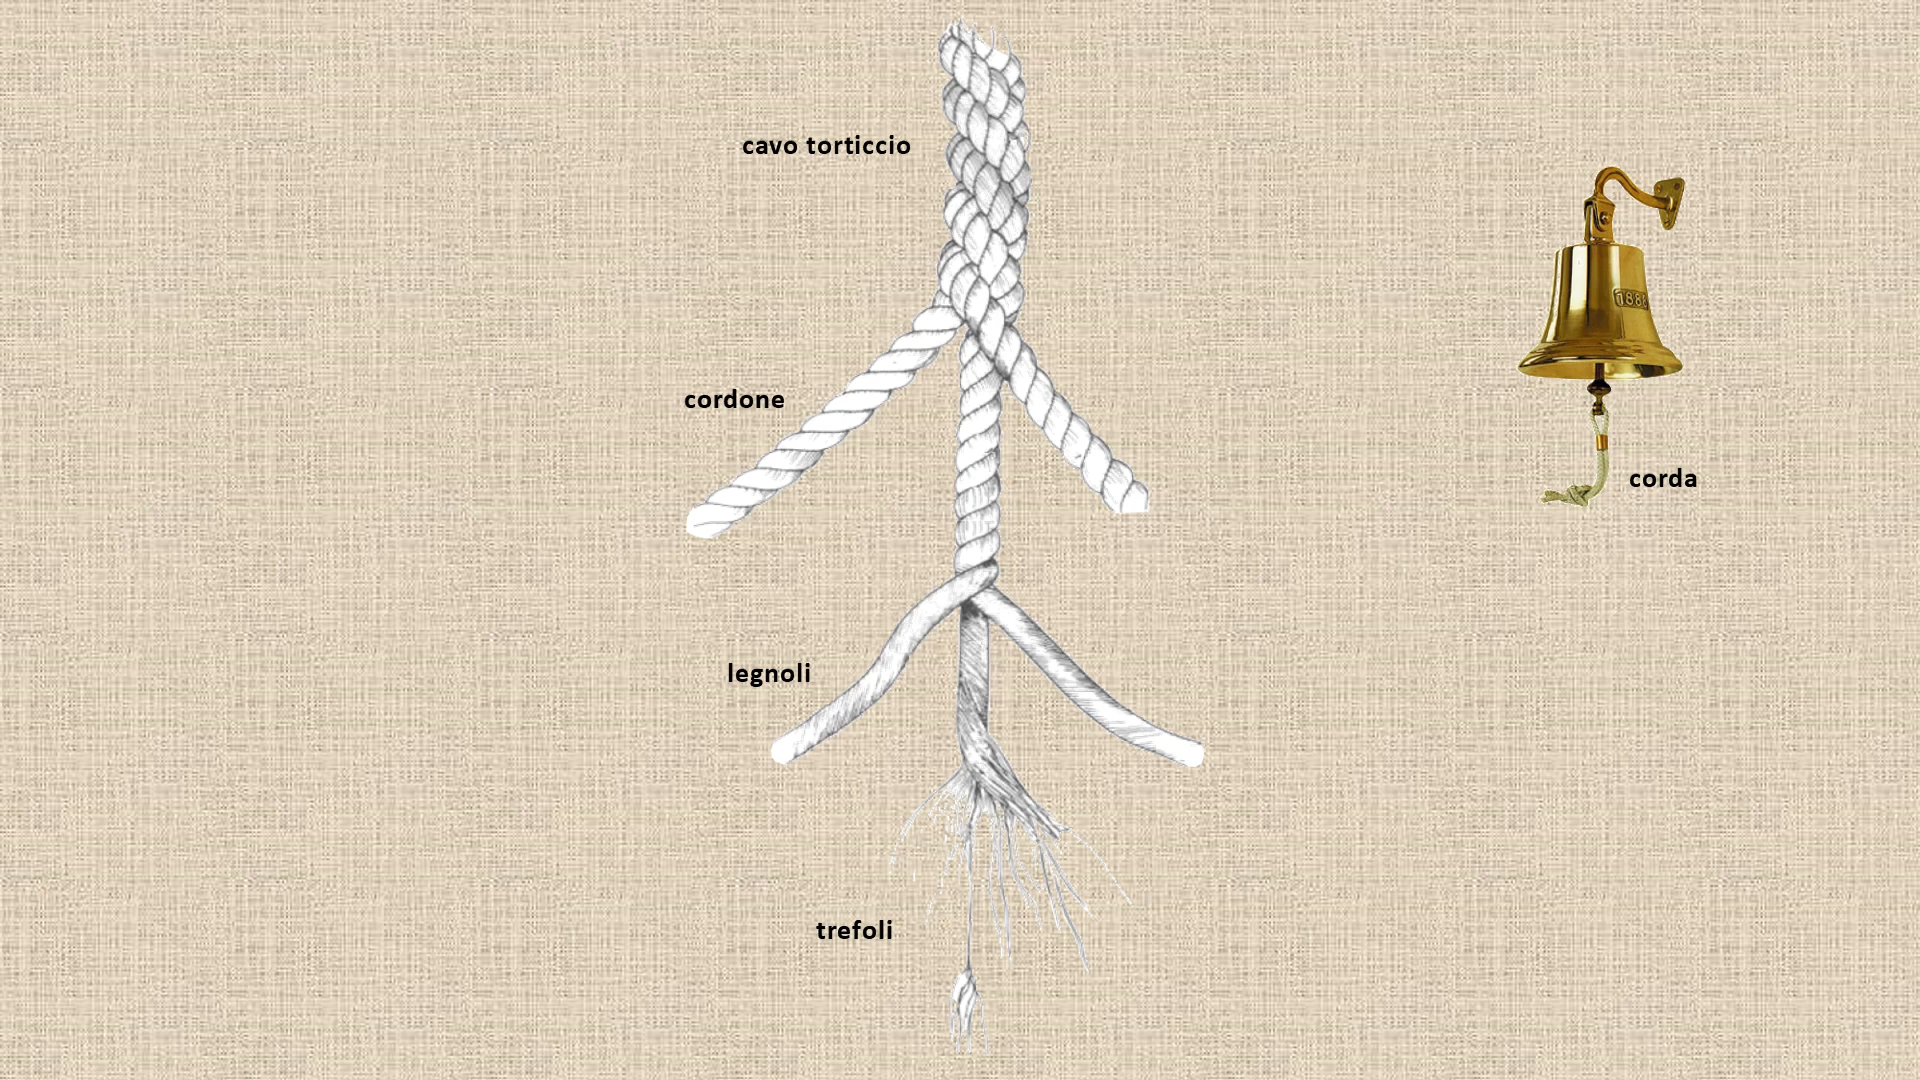 cavo torticcio
cordone
legnoli
trefoli
corda